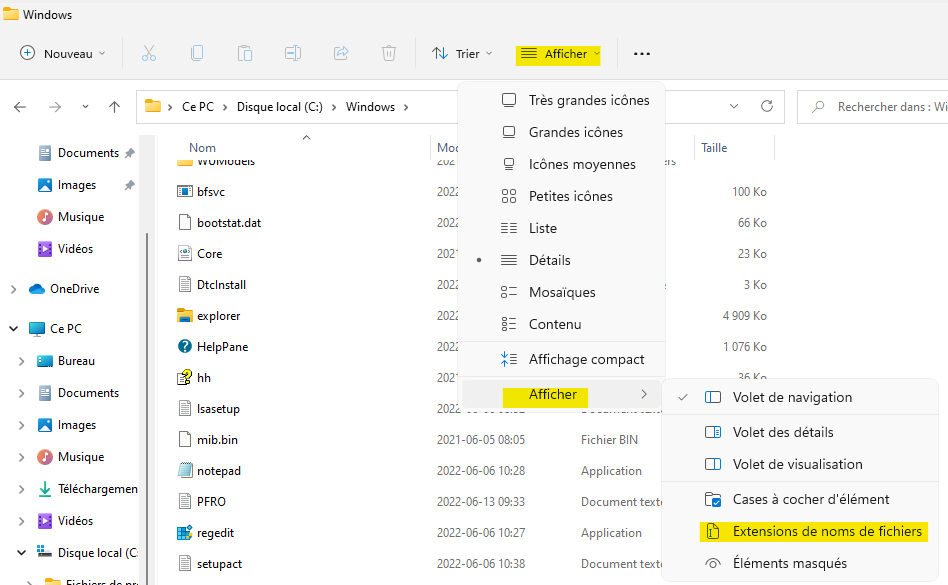 Windows
Nouveau
Trier
Afficher
Ce PC > Disque local (C:) > Windows >
Rechercher dans : Wi
Nom
Taille
Documents
Images
Musique
Vidéos
OneDrive
Ce PC
Bureau
Documents
Images
Musique
Téléchargemen
Vidéos
Disque local (C:
WUModels
bfsvc
2022
100 Ko
bootstat.dat
2022
66 Ko
Core
2021
23 Ko
DtcInstall
2022
3 Ko
explorer
2022
4 909 Ko
HelpPane
2022
1 076 Ko
hh
2021
36 Ko
lsasetup
mib.bin
2021-06-05 08:05
Fichier BIN
notepad
2022-06-06 10:28
Application
PFRO
2022-06-13 09:33
Document texte
regedit
2022-06-06 10:27
Application
setupact
2022-06-06 10:38
Document texte
Très grandes icônes
Grandes icônes
Icônes moyennes
Petites icônes
Liste
Détails
Mosaïques
Contenu
Affichage compact
Afficher
Volet de navigation
Volet des détails
Volet de visualisation
Cases à cocher d'élément
Extensions de noms de fichiers
Éléments masqués